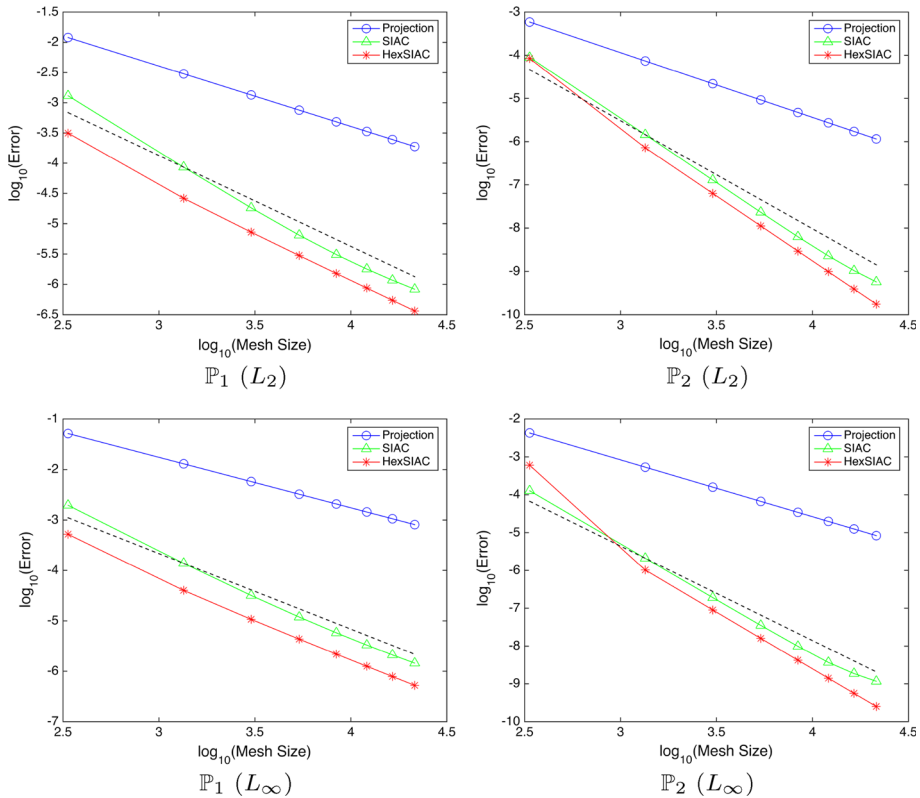 -1.5
-2
-2.5
-3
-3.5
-4
-4.5
-5
-5.5
-6
-6.5
log10(Error)
2.5 3 3.5 4 4.5
log10(Mesh Size)
Projection
SIAC
HexSIAC
ℙ1 (L2)
-3
-4
-5
-6
-7
-8
-9
-10
log10(Error)
2.5 3 3.5 4 4.5
log10(Mesh Size)
Projection
SIAC
HexSIAC
ℙ2 (L2)
-1
-2
-3
-4
-5
-6
-7
log10(Error)
2.5 3 3.5 4 4.5
log10(Mesh Size)
Projection
SIAC
HexSIAC
ℙ1 (L∞)
-2
-3
-4
-5
-6
-7
-8
-9
-10
log10(Error)
2.5 3 3.5 4 4.5
log10(Mesh Size)
Projection
SIAC
HexSIAC
ℙ2 (L∞)